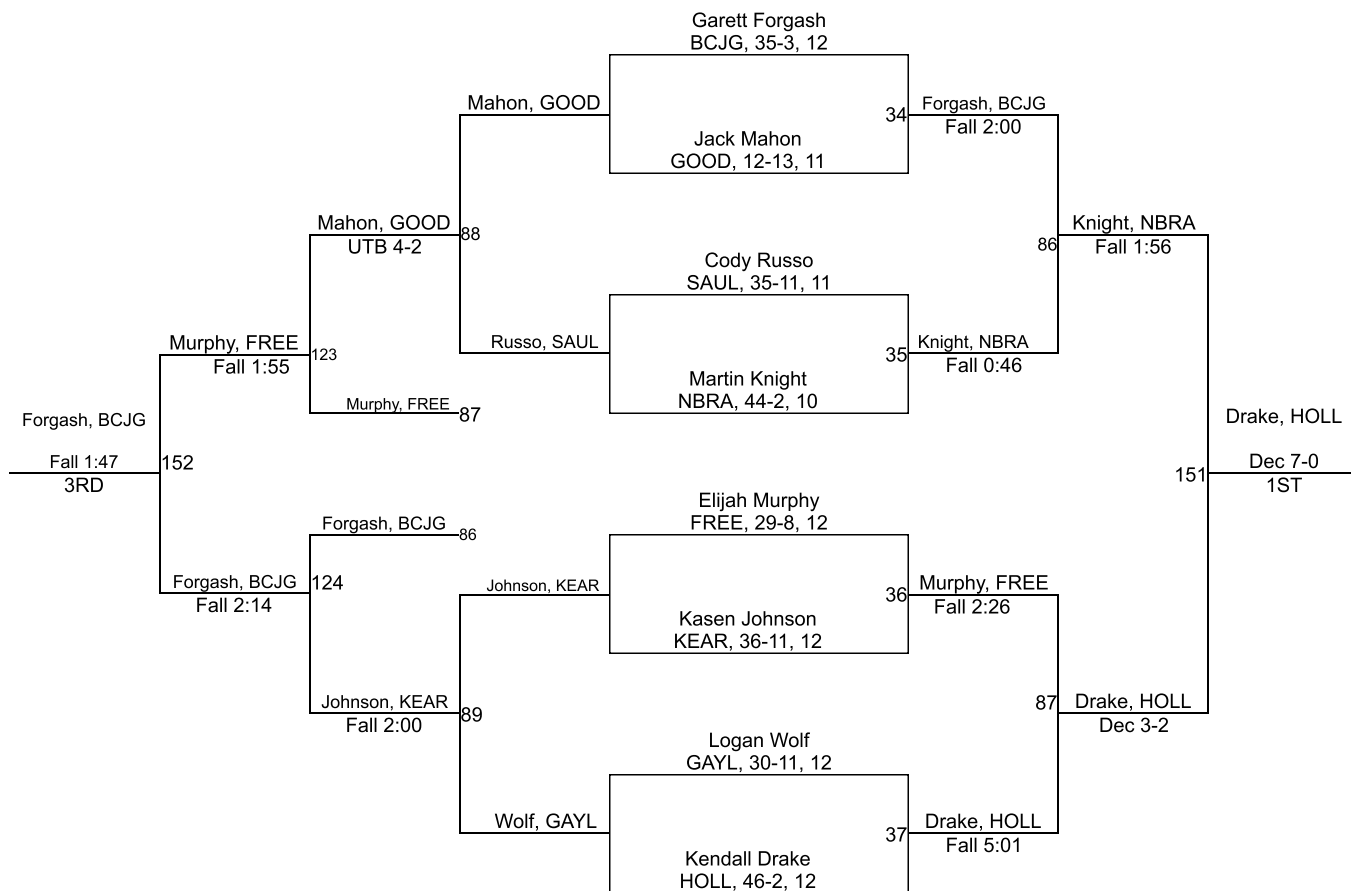 Garett Forgash
BCJG, 35-3, 12
Mahon, GOOD
34
Forgash, BCJG
Fall 2:00
Jack Mahon
GOOD, 12-13, 11
Mahon, GOOD
UTB 4-2
88
86
Knight, NBRA
Fall 1:56
Cody Russo
SAUL, 35-11, 11
Murphy, FREE
Fall 1:55
123
Russo, SAUL
35
Knight, NBRA
Fall 0:46
Martin Knight
NBRA, 44-2, 10
Murphy, FREE
87
Forgash, BCJG
Fall 1:47
3RD
152
Drake, HOLL
151
Dec 7-0
1ST
Elijah Murphy
FREE, 29-8, 12
Forgash, BCJG
86
Forgash, BCJG
Fall 2:14
124
Johnson, KEAR
36
Murphy, FREE
Fall 2:26
Kasen Johnson
KEAR, 36-11, 12
Johnson, KEAR
Fall 2:00
89
87
Drake, HOLL
Dec 3-2
Logan Wolf
GAYL, 30-11, 12
Wolf, GAYL
37
Drake, HOLL
Fall 5:01
Kendall Drake
HOLL, 46-2, 12